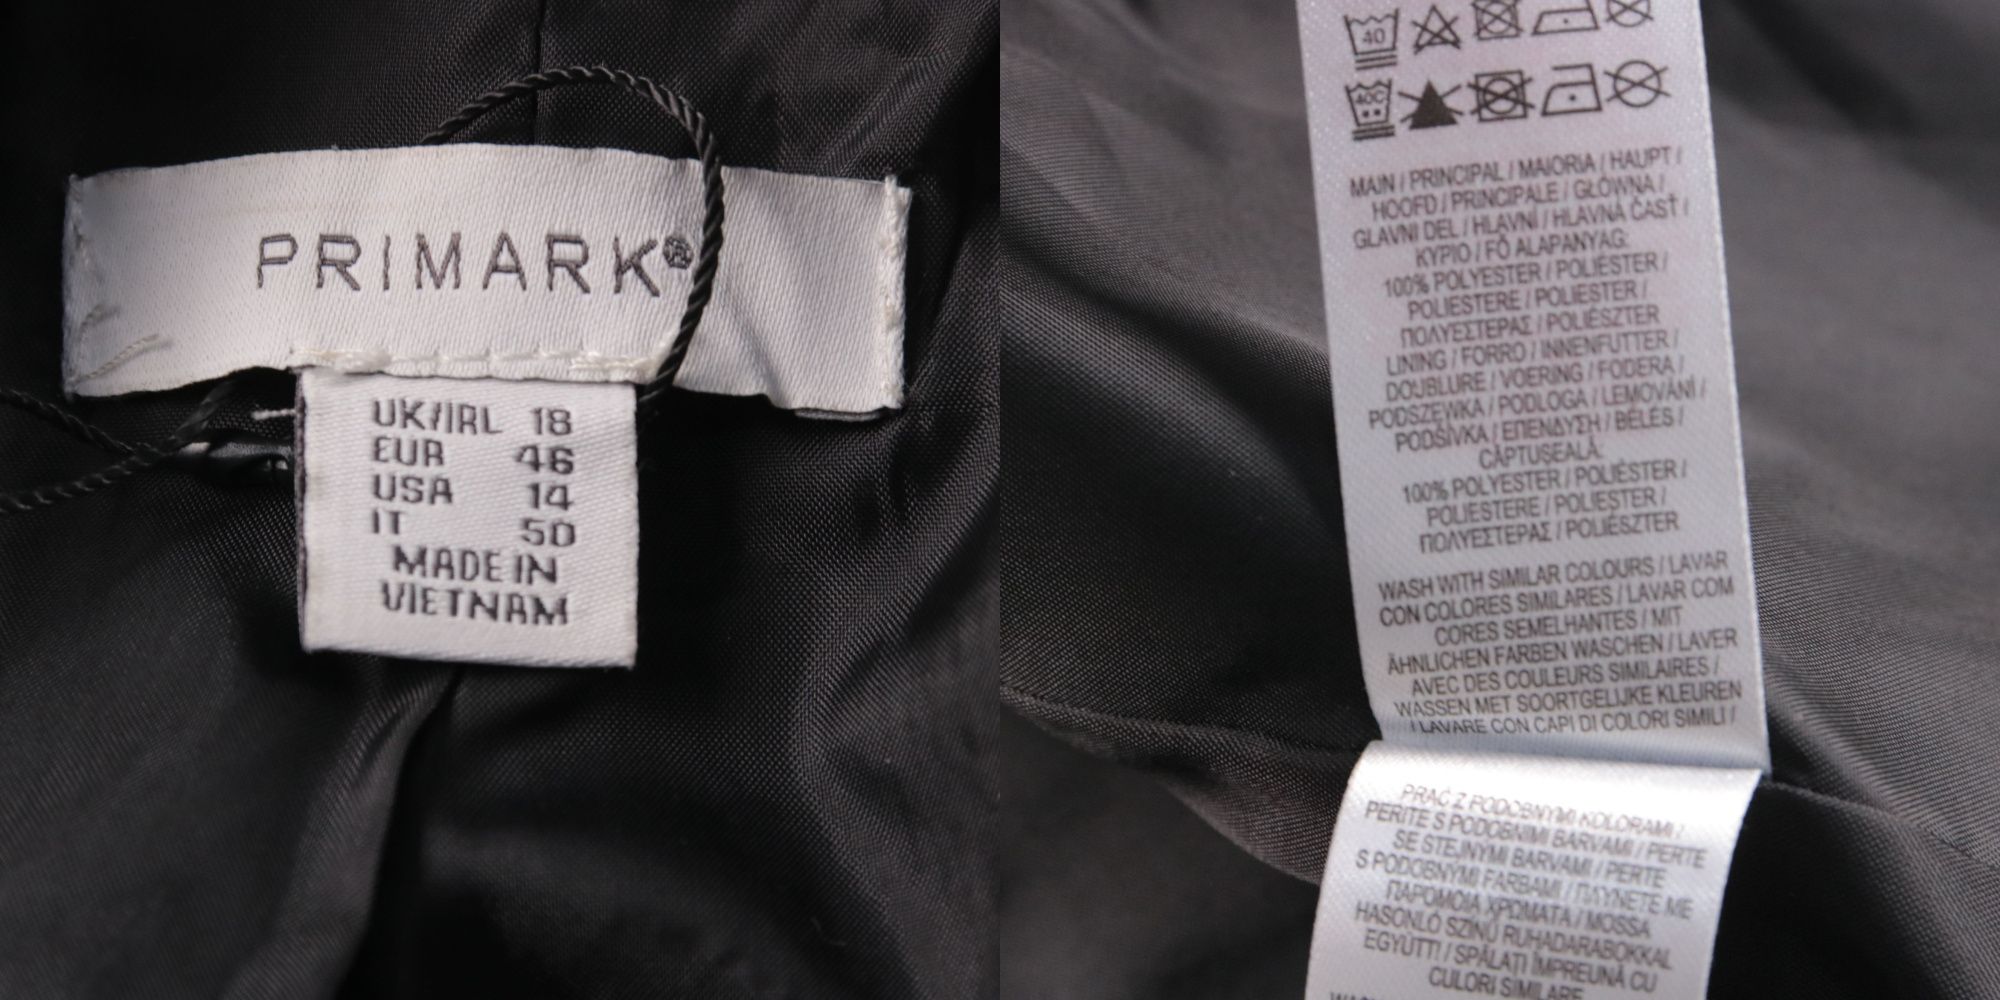 PRIMARK®
UK/IRL 18
EUR 46
USA 14
IT 50
MADE IN
VIETNAM
40
40C
MAIN / PRINCIPAL / MAIORIA / HAUPT /
HOOFD / PRINCIPALE / GŁÓWNA /
GLAVNI DEL / HLAVNÍ / HLAVNÁ ČASŤ /
ΚΥΡΙΟ / FŐ ALAPANYAG:
100% POLYESTER / POLIÉSTER /
POLIESTERE / POLIESTER /
ΠΟΛΥΕΣΤΕΡΑΣ / POLIÉSZTER
LINING / FORRO / INNENFUTTER /
DOUBLURE / VOERING / FODERA /
PODSZEWKA / PODLOGA / LEMOVÁNÍ /
PODŠÍVKA / ΕΠΕΝΔΥΣΗ / BÉLÉS /
CĂPTUȘEALĂ:
100% POLYESTER / POLIÉSTER /
POLIESTERE / POLIESTER /
ΠΟΛΥΕΣΤΕΡΑΣ / POLIÉSZTER
WASH WITH SIMILAR COLOURS / LAVAR
CON COLORES SIMILARES / LAVAR COM
CORES SEMELHANTES / MIT
ÄHNLICHEN FARBEN WASCHEN / LAVER
AVEC DES COULEURS SIMILAIRES /
WASSEN MET SOORTGELIJKE KLEUREN
/ LAVARE CON CAPI DI COLORI SIMILI /
PRAĆ Z PODOBNYMI KOLORAMI /
PERITE S PODOBNIMI BARVAMI / PERTE
SE STEJNÝMI BARVAMI / PERTE
S PODOBNÝMI FARBAMI / ΠΛΥΝΕΤΕ ΜΕ
ΠΑΡΟΜΟΙΑ ΧΡΩΜΑΤΑ / MOSSA
HASONLÓ SZÍNŰ RUHADARABOKKAL
EGYÜTT! / SPĂLAȚI ÎMPREUNĂ CU
CULORI SIMILARE